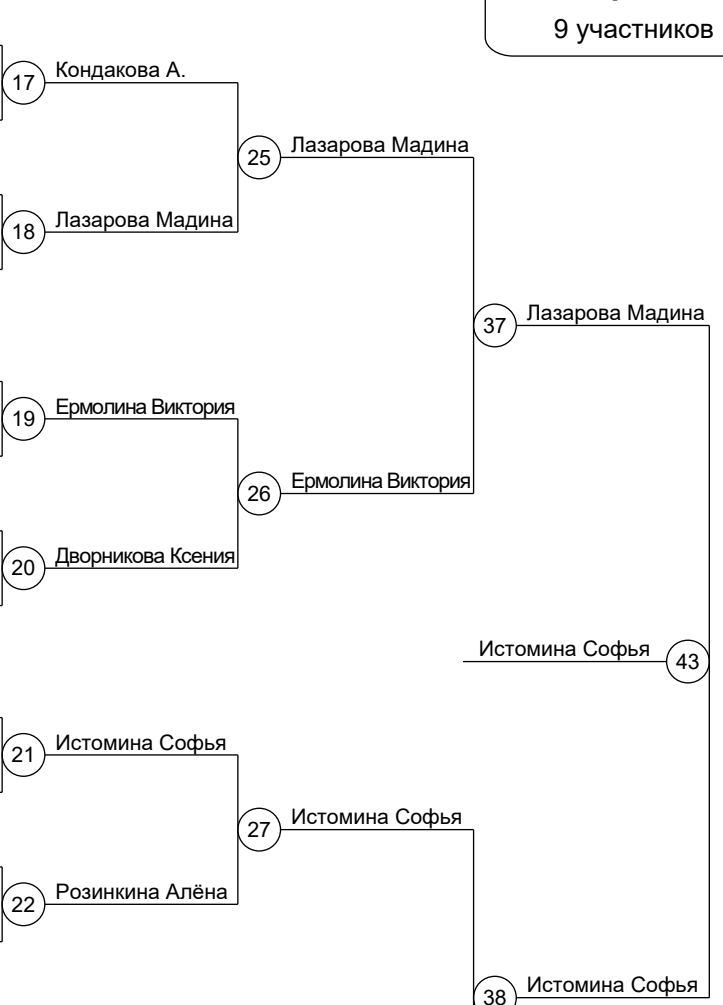 9 участников
17 Кондакова А.
25 Лазарова Мадина
18 Лазарова Мадина
37 Лазарова Мадина
19 Ермолина Виктория
26 Ермолина Виктория
20 Дворникова Ксения
Истомина Софья 43
21 Истомина Софья
27 Истомина Софья
22 Розинкина Алёна
38 Истомина Софья